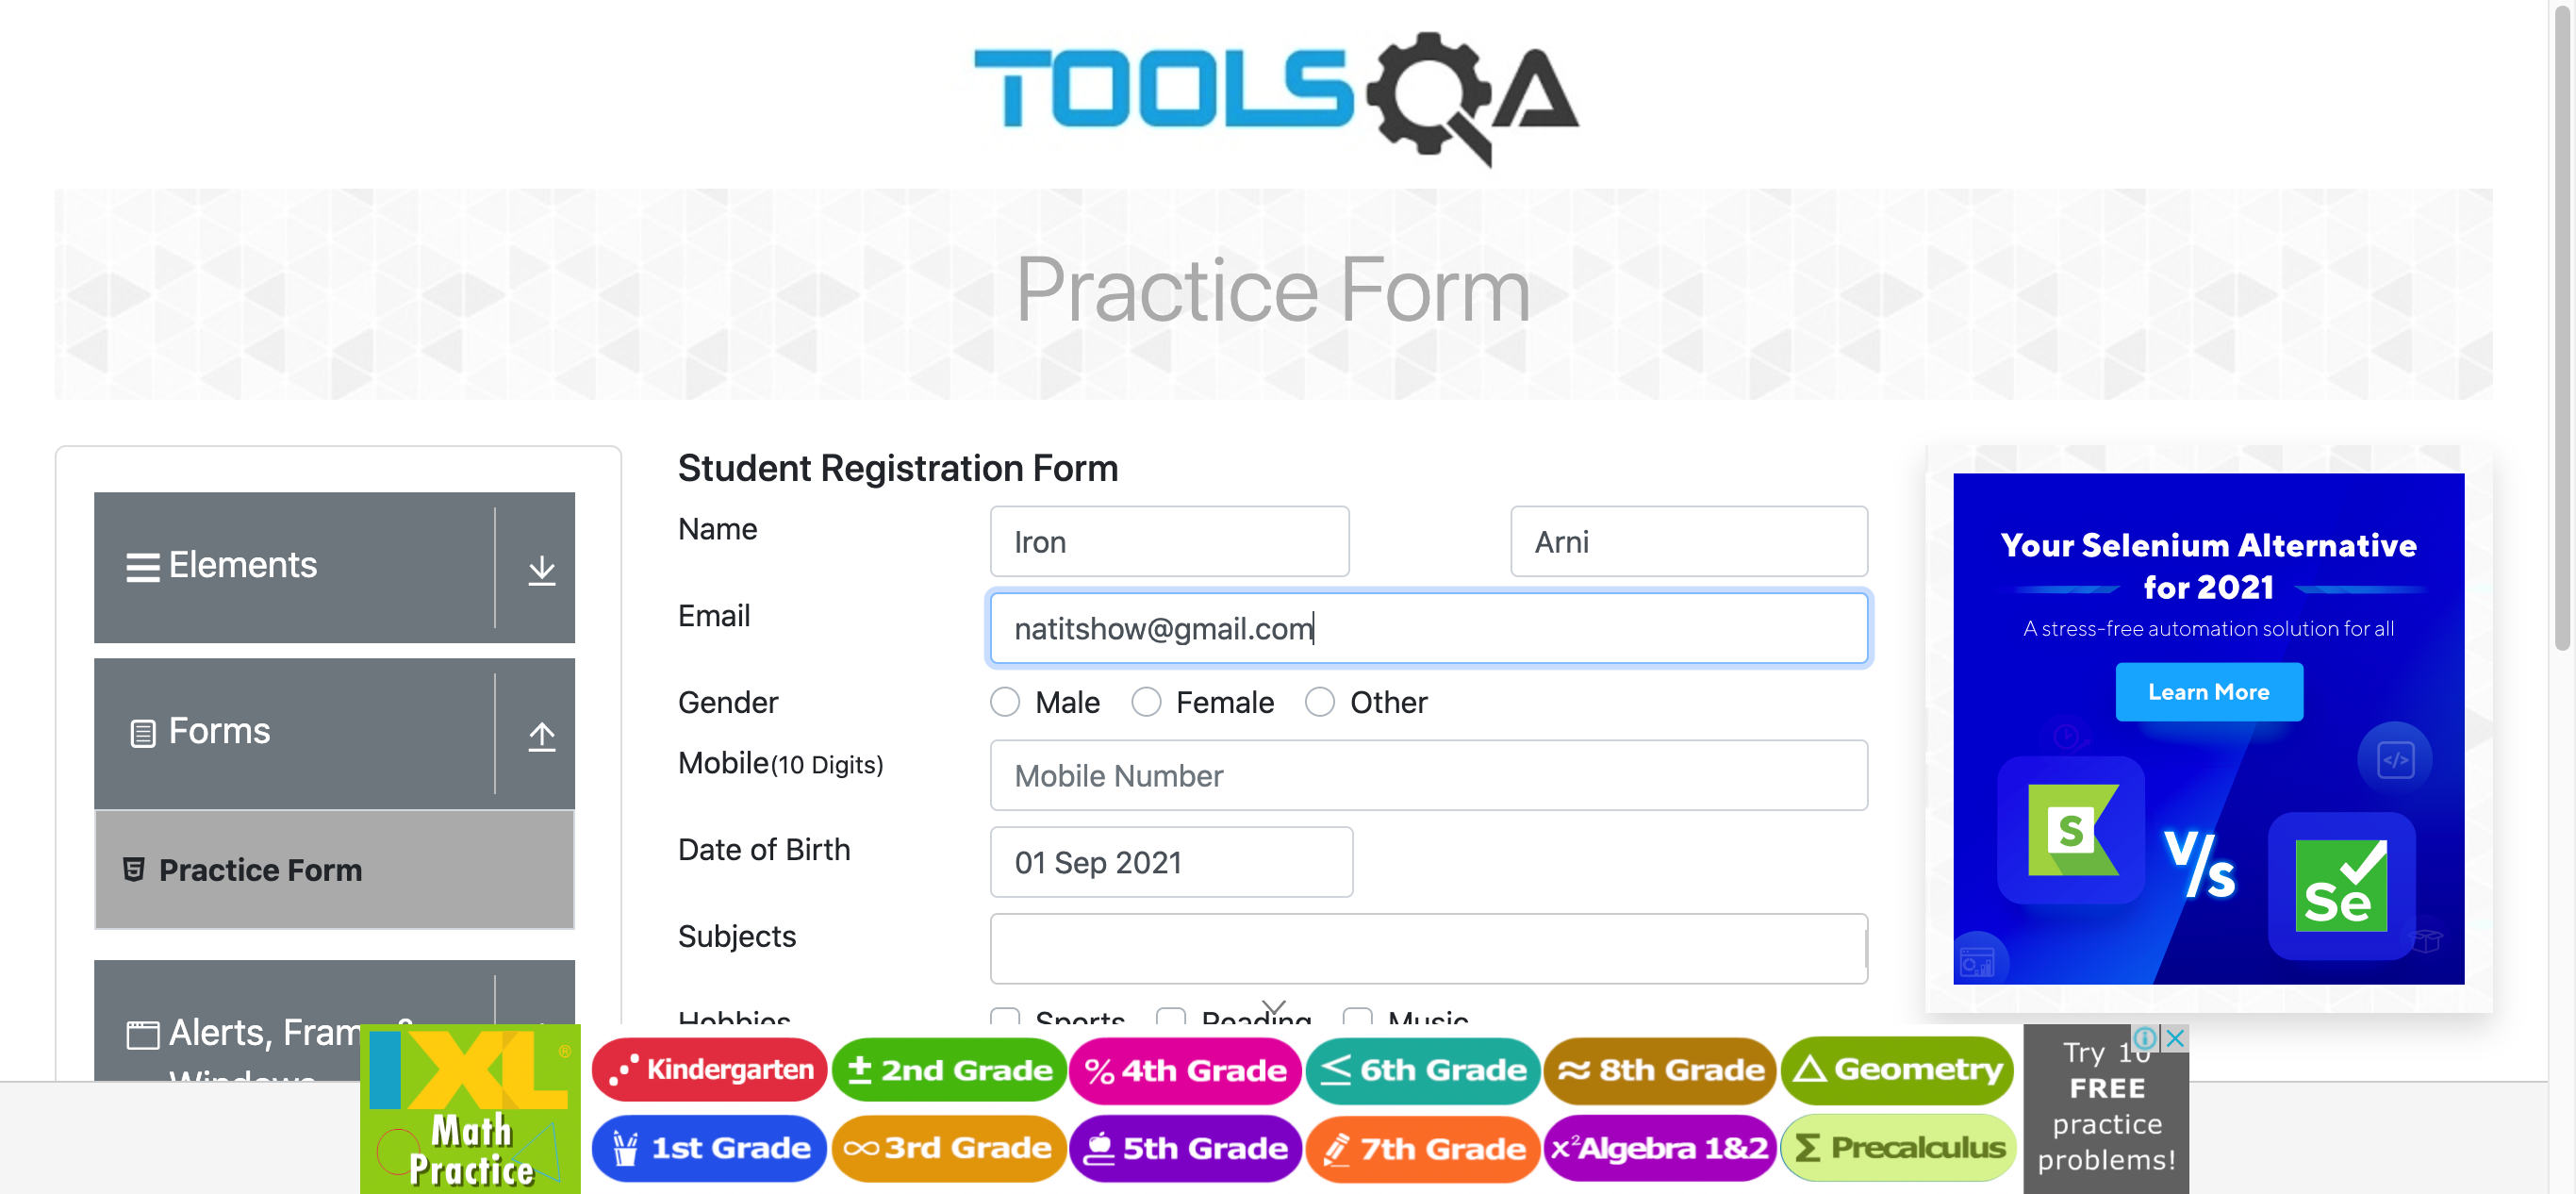 TOOLSQA
Practice Form
Elements
Forms
Practice Form
Alerts, Frame &
Windows
Student Registration Form
Name
Iron
Arni
Email
natitshow@gmail.com
Gender
Male
Female
Other
Mobile(10 Digits)
Mobile Number
Date of Birth
01 Sep 2021
Subjects
Hobbies
Sports
Reading
Music
Your Selenium Alternative
for 2021
A stress-free automation solution for all
Learn More
S
V/s
Se
IXL®
Math
Practice
Kindergarten
± 2nd Grade
% 4th Grade
≤ 6th Grade
≈ 8th Grade
Geometry
1st Grade
∞ 3rd Grade
5th Grade
7th Grade
x² Algebra 1&2
Σ Precalculus
Try 10
FREE
practice
problems!